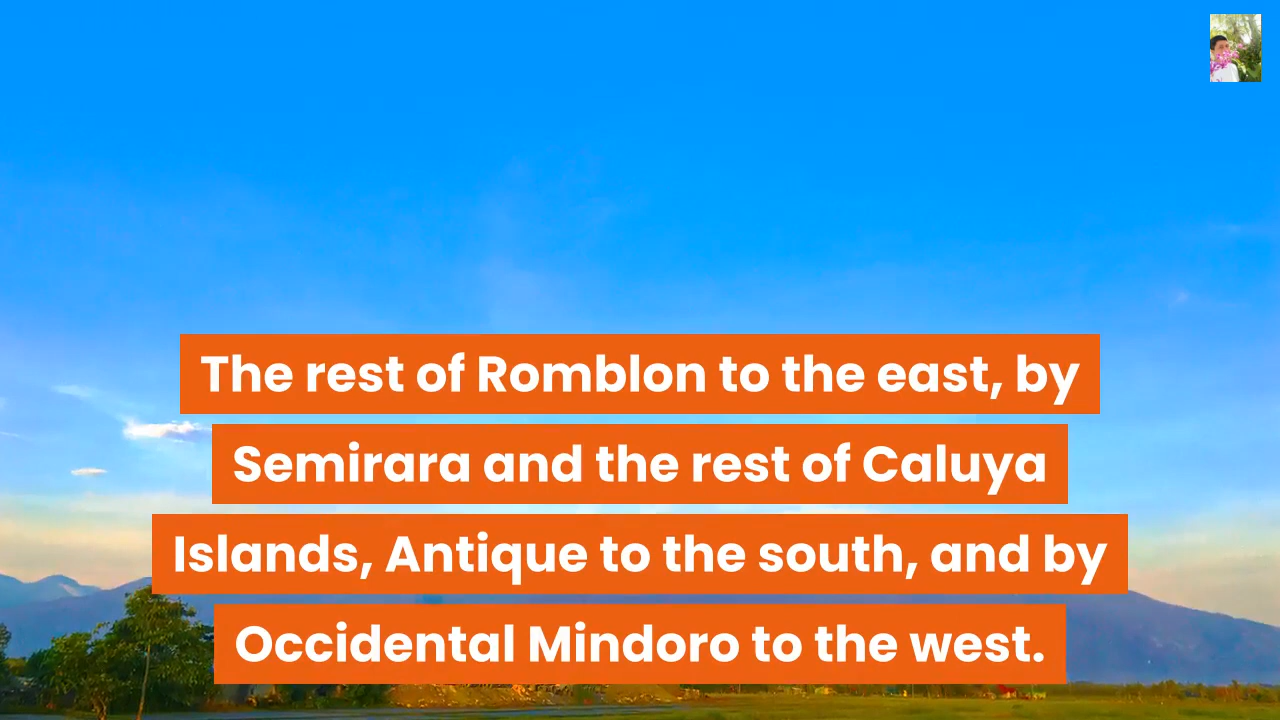 The rest of Romblon to the east, by
Semirara and the rest of Caluya
Islands, Antique to the south, and by
Occidental Mindoro to the west.